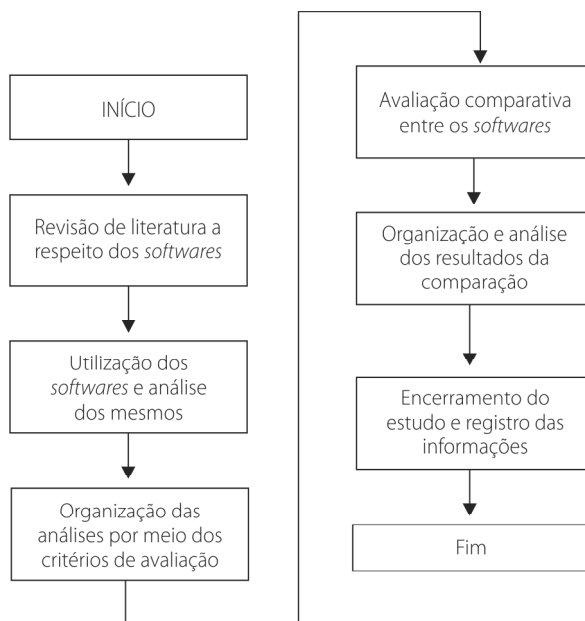 INÍCIO
Revisão de literatura a
respeito dos softwares
Utilização dos
softwares e análise
dos mesmos
Organização das
análises por meio dos
critérios de avaliação
Avaliação comparativa
entre os softwares
Organização e análise
dos resultados da
comparação
Encerramento do
estudo e registro das
informações
Fim